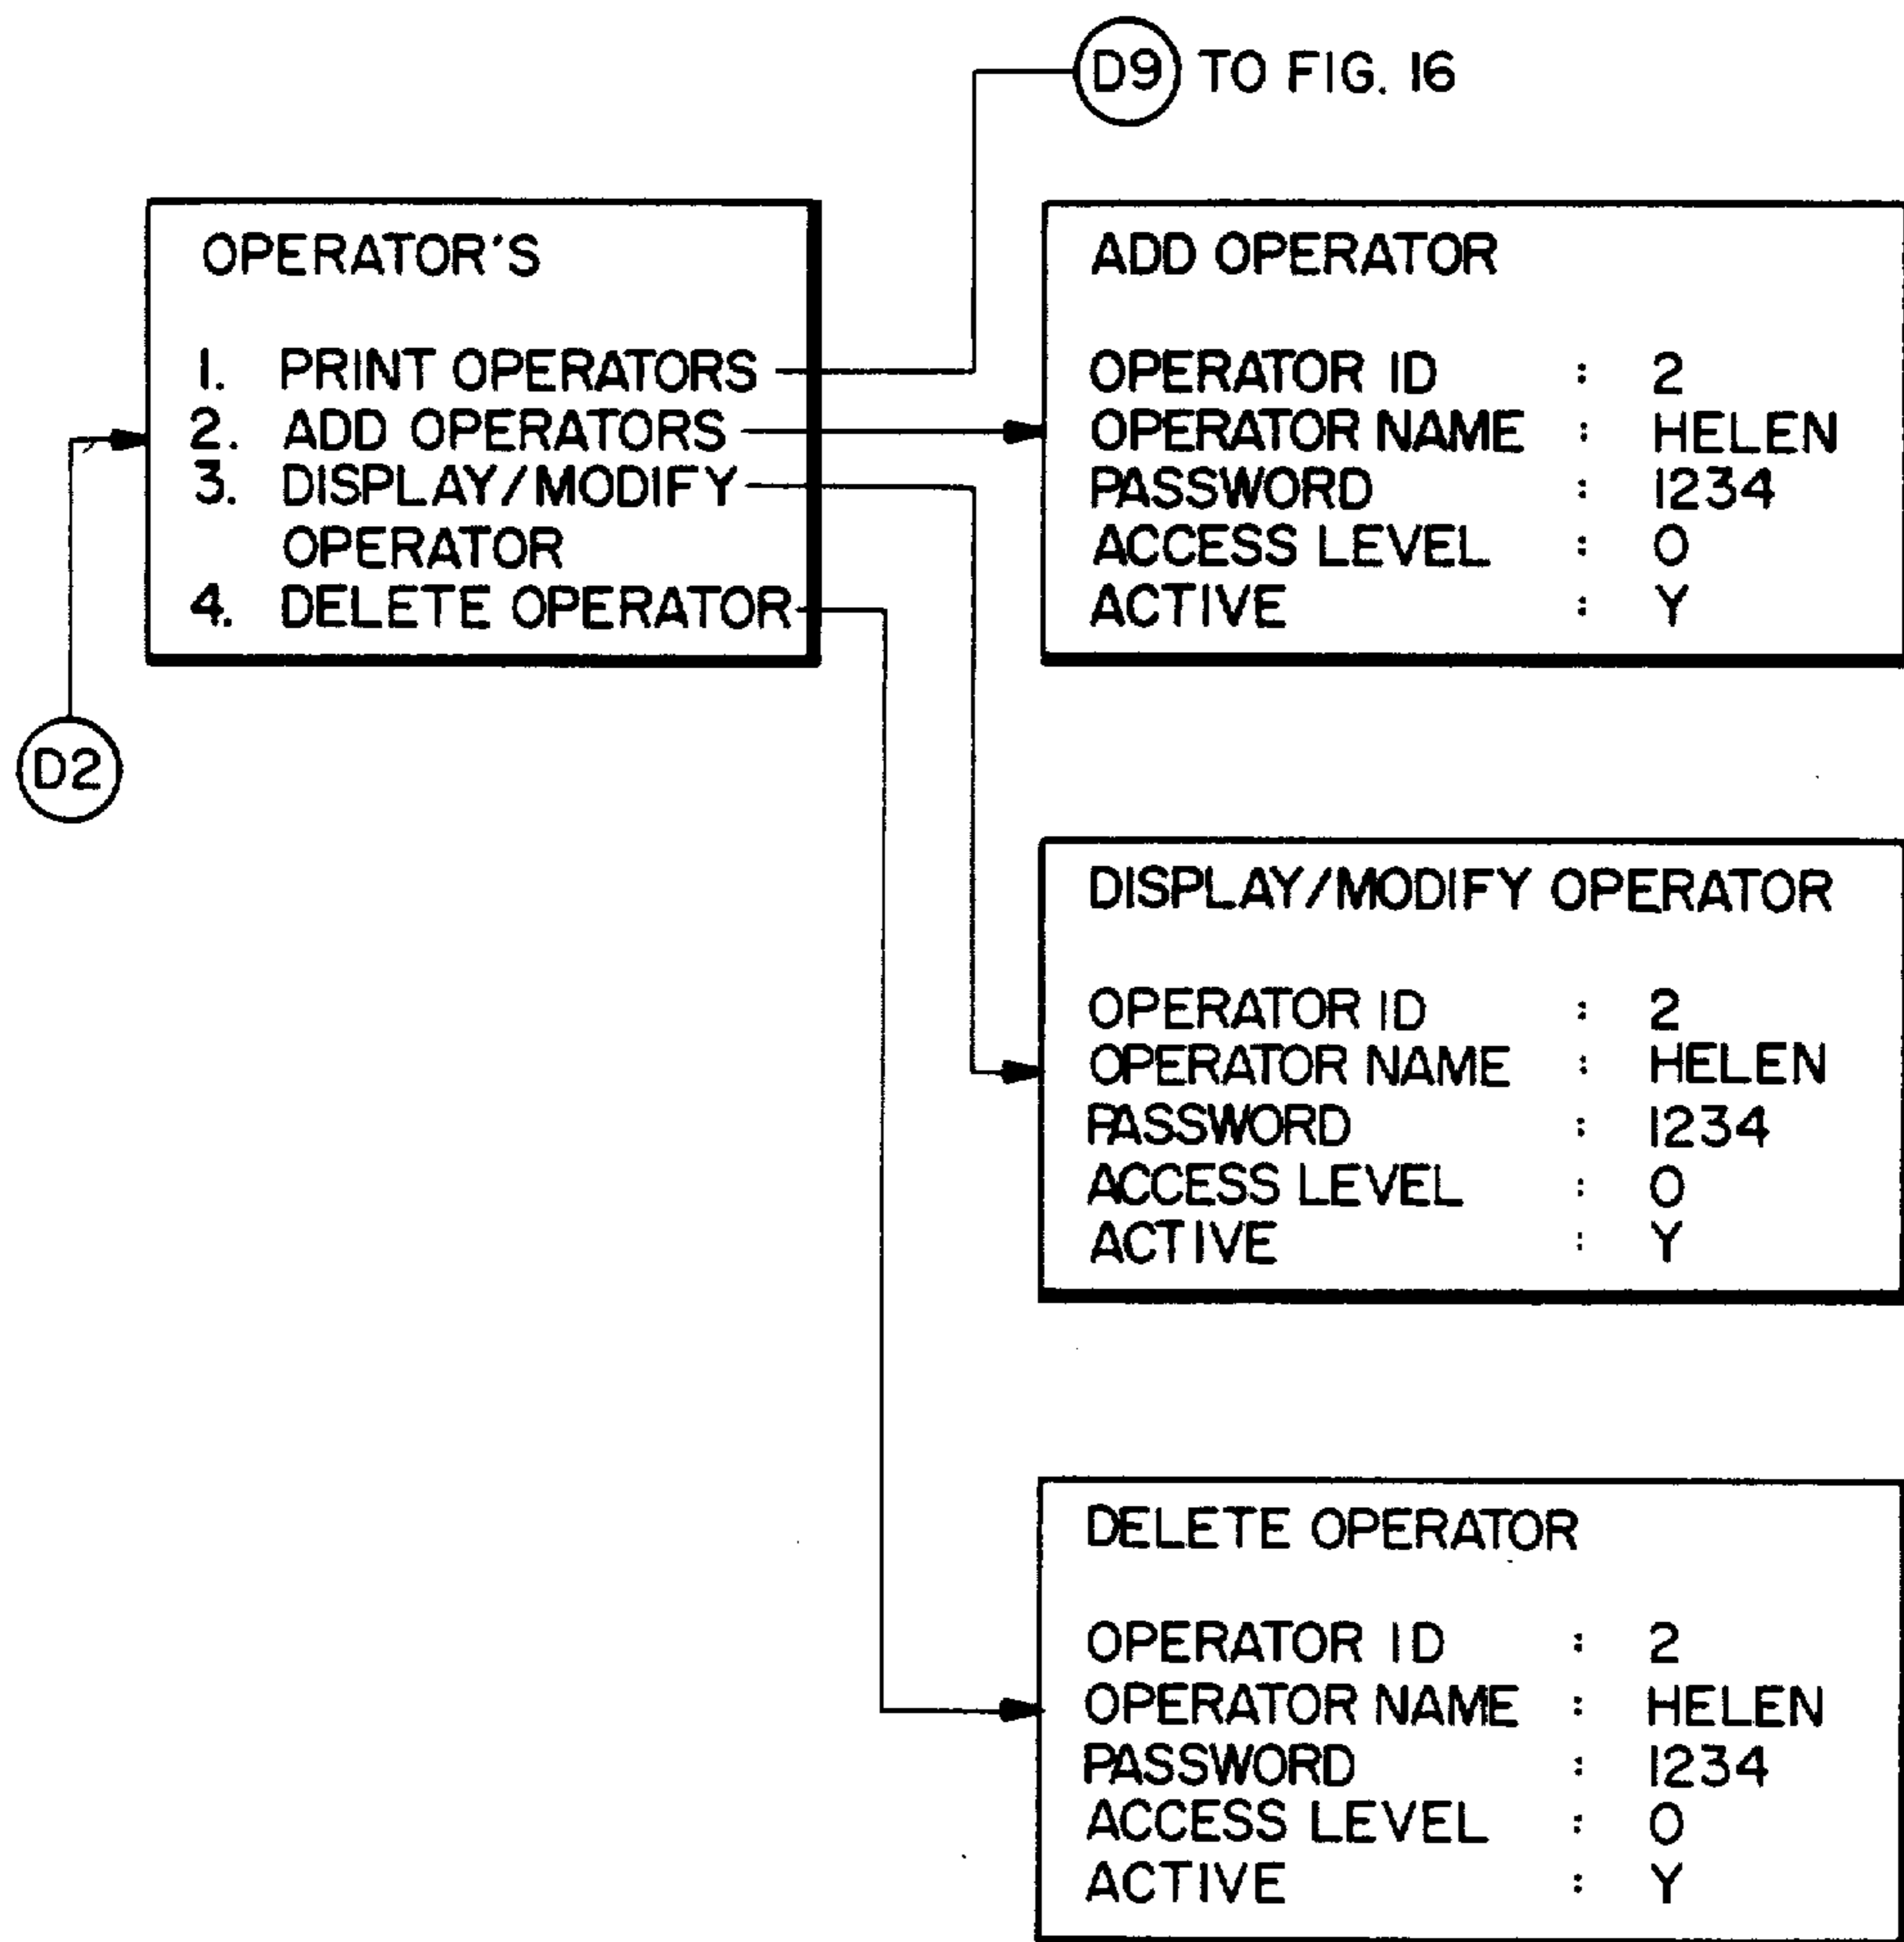 D9 TO FIG. 16
OPERATOR'S
1. PRINT OPERATORS
2. ADD OPERATORS
3. DISPLAY/MODIFY
OPERATOR
4. DELETE OPERATOR
D2
ADD OPERATOR
OPERATOR ID : 2
OPERATOR NAME : HELEN
PASSWORD : 1234
ACCESS LEVEL : 0
ACTIVE : Y
DISPLAY/MODIFY OPERATOR
OPERATOR ID : 2
OPERATOR NAME : HELEN
PASSWORD : 1234
ACCESS LEVEL : 0
ACTIVE : Y
DELETE OPERATOR
OPERATOR ID : 2
OPERATOR NAME : HELEN
PASSWORD : 1234
ACCESS LEVEL : 0
ACTIVE : Y